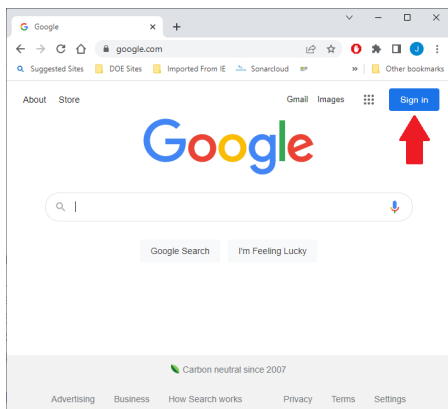 Google
google.com
J
Suggested Sites DOE Sites Imported From IE Sonarcloud » Other bookmarks
About Store Gmail Images Sign in
Google
Google Search I'm Feeling Lucky
Carbon neutral since 2007
Advertising Business How Search works Privacy Terms Settings